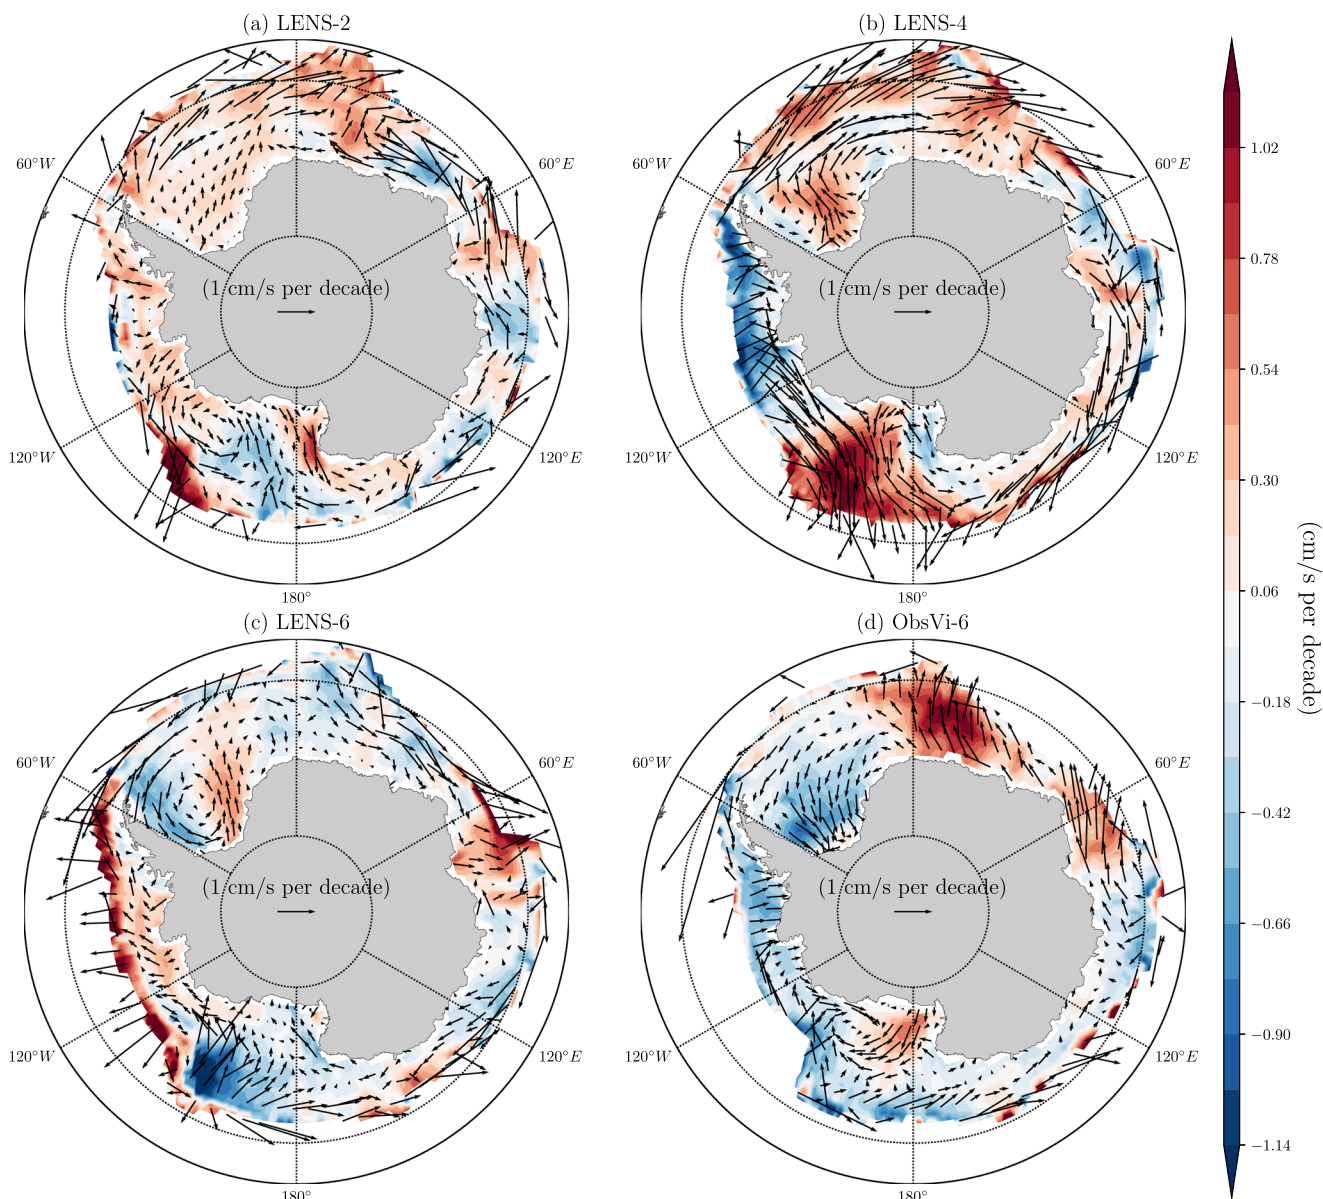 (a) LENS-2
(b) LENS-4
60°W
60°E
60°W
60°E
1.02
(1 cm/s per decade)
(1 cm/s per decade)
0.78
0.54
120°W
120°E
120°W
120°E
0.30
180°
180°
0.06
(c) LENS-6
(d) ObsVi-6
(cm/s per decade)
−0.18
60°W
60°E
60°W
60°E
−0.42
(1 cm/s per decade)
(1 cm/s per decade)
−0.66
120°W
120°E
120°W
120°E
−0.90
−1.14
180°
180°